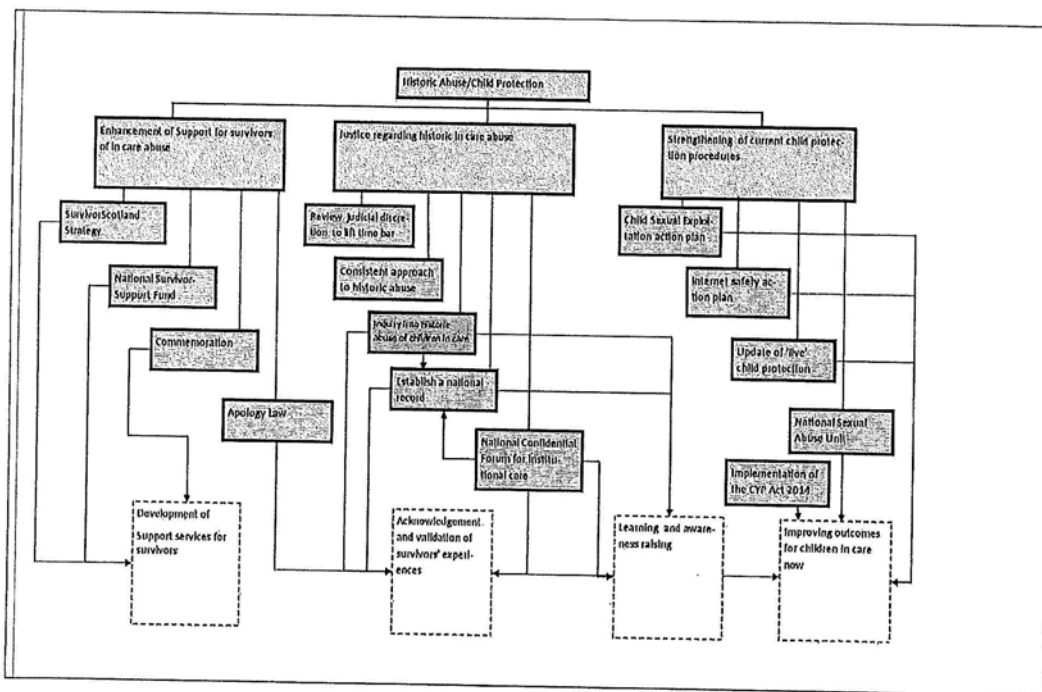 Historic Abuse/Child Protection
Enhancement of Support for survivors
of in care abuse
Justice regarding historic in care abuse
Strengthening of current child protec-
tion procedures
SurvivorScotland
Strategy
National Survivor
Support Fund
Commemoration
Apology Law
Review Judicial discre-
tion to lift time bar
Consistent approach
to historic abuse
Inquiry into historic
abuse of children in care
Establish a national
record
National Confidential
Forum for Institu-
tional care
Child Sexual Exploi-
tation action plan
Internet safety ac-
tion plan
Update of 'live'
child protection
National Sexual
Abuse Unit
Implementation of
the CYP Act 2014
Development of
Support services for
survivors
Acknowledgement
and validation of
survivors' experi-
ences
Learning and aware-
ness raising
Improving outcomes
for children in care
now